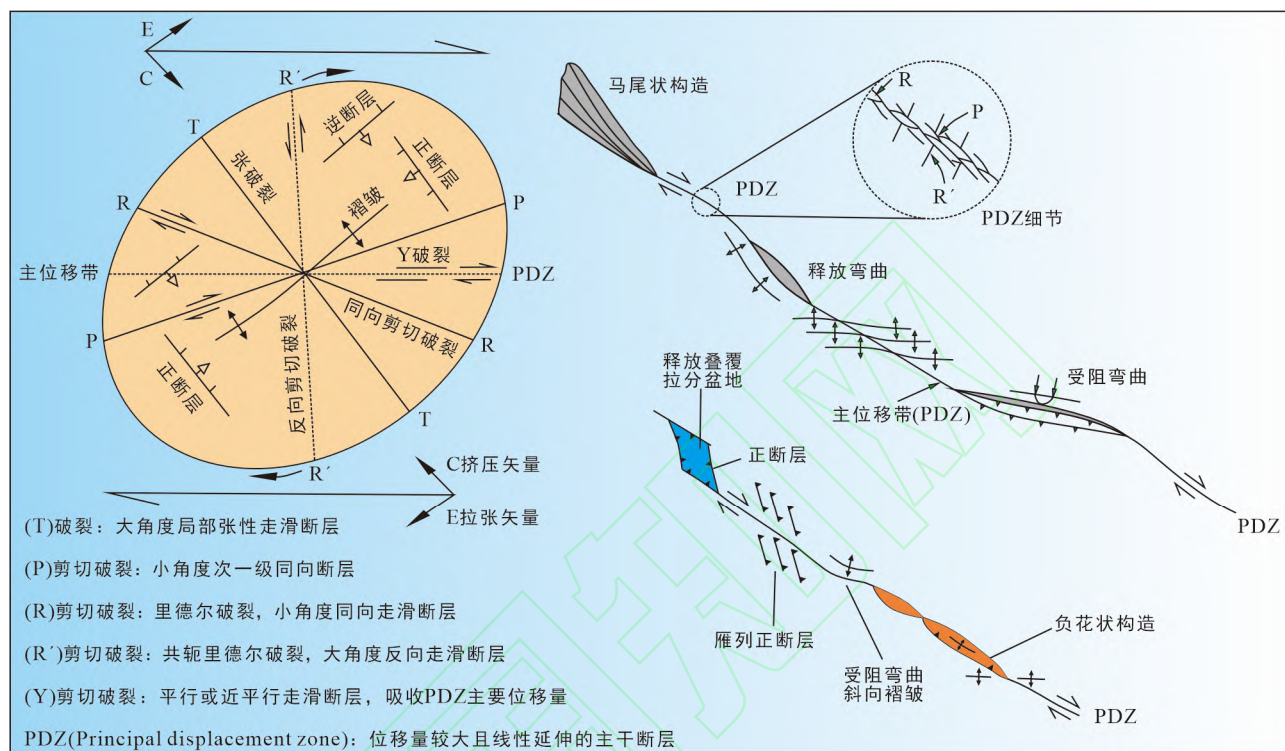 E
C
R´
T
逆断层
正断层
张破裂
R
褶皱
P
主位移带
Y破裂
PDZ
P
同向剪切破裂
R
正断层
反向剪切破裂
T
R´
C挤压矢量
E拉张矢量
(T)破裂：大角度局部张性走滑断层
(P)剪切破裂：小角度次一级同向断层
(R)剪切破裂：里德尔破裂，小角度同向走滑断层
(R´)剪切破裂：共轭里德尔破裂，大角度反向走滑断层
(Y)剪切破裂：平行或近平行走滑断层，吸收PDZ主要位移量
PDZ(Principal displacement zone)：位移量较大且线性延伸的主干断层
马尾状构造
R
P
R´
PDZ
PDZ细节
释放弯曲
释放叠覆
拉分盆地
受阻弯曲
主位移带(PDZ)
正断层
PDZ
雁列正断层
受阻弯曲
斜向褶皱
负花状构造
PDZ